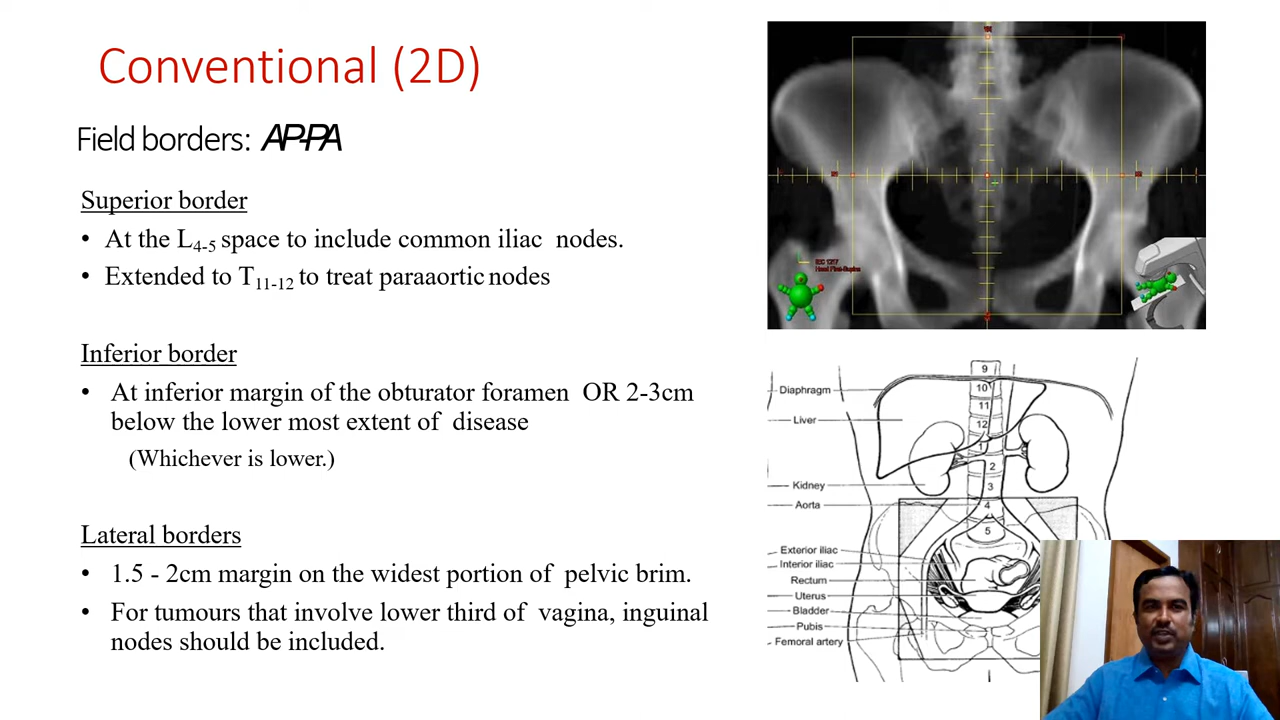 Conventional (2D)
Field borders: AP-PA
Superior border
• At the L4-5 space to include common iliac nodes.
• Extended to T11-12 to treat paraaortic nodes
Inferior border
• At inferior margin of the obturator foramen OR 2-3cm
below the lower most extent of disease
(Whichever is lower.)
Lateral borders
• 1.5 - 2cm margin on the widest portion of pelvic brim.
• For tumours that involve lower third of vagina, inguinal
nodes should be included.
Head First-Supine
9
Diaphragm
10
11
Liver
12
1
2
Kidney
3
Aorta
4
5
Exterior iliac
Interior iliac
Rectum
Uterus
Bladder
Pubis
Femoral artery